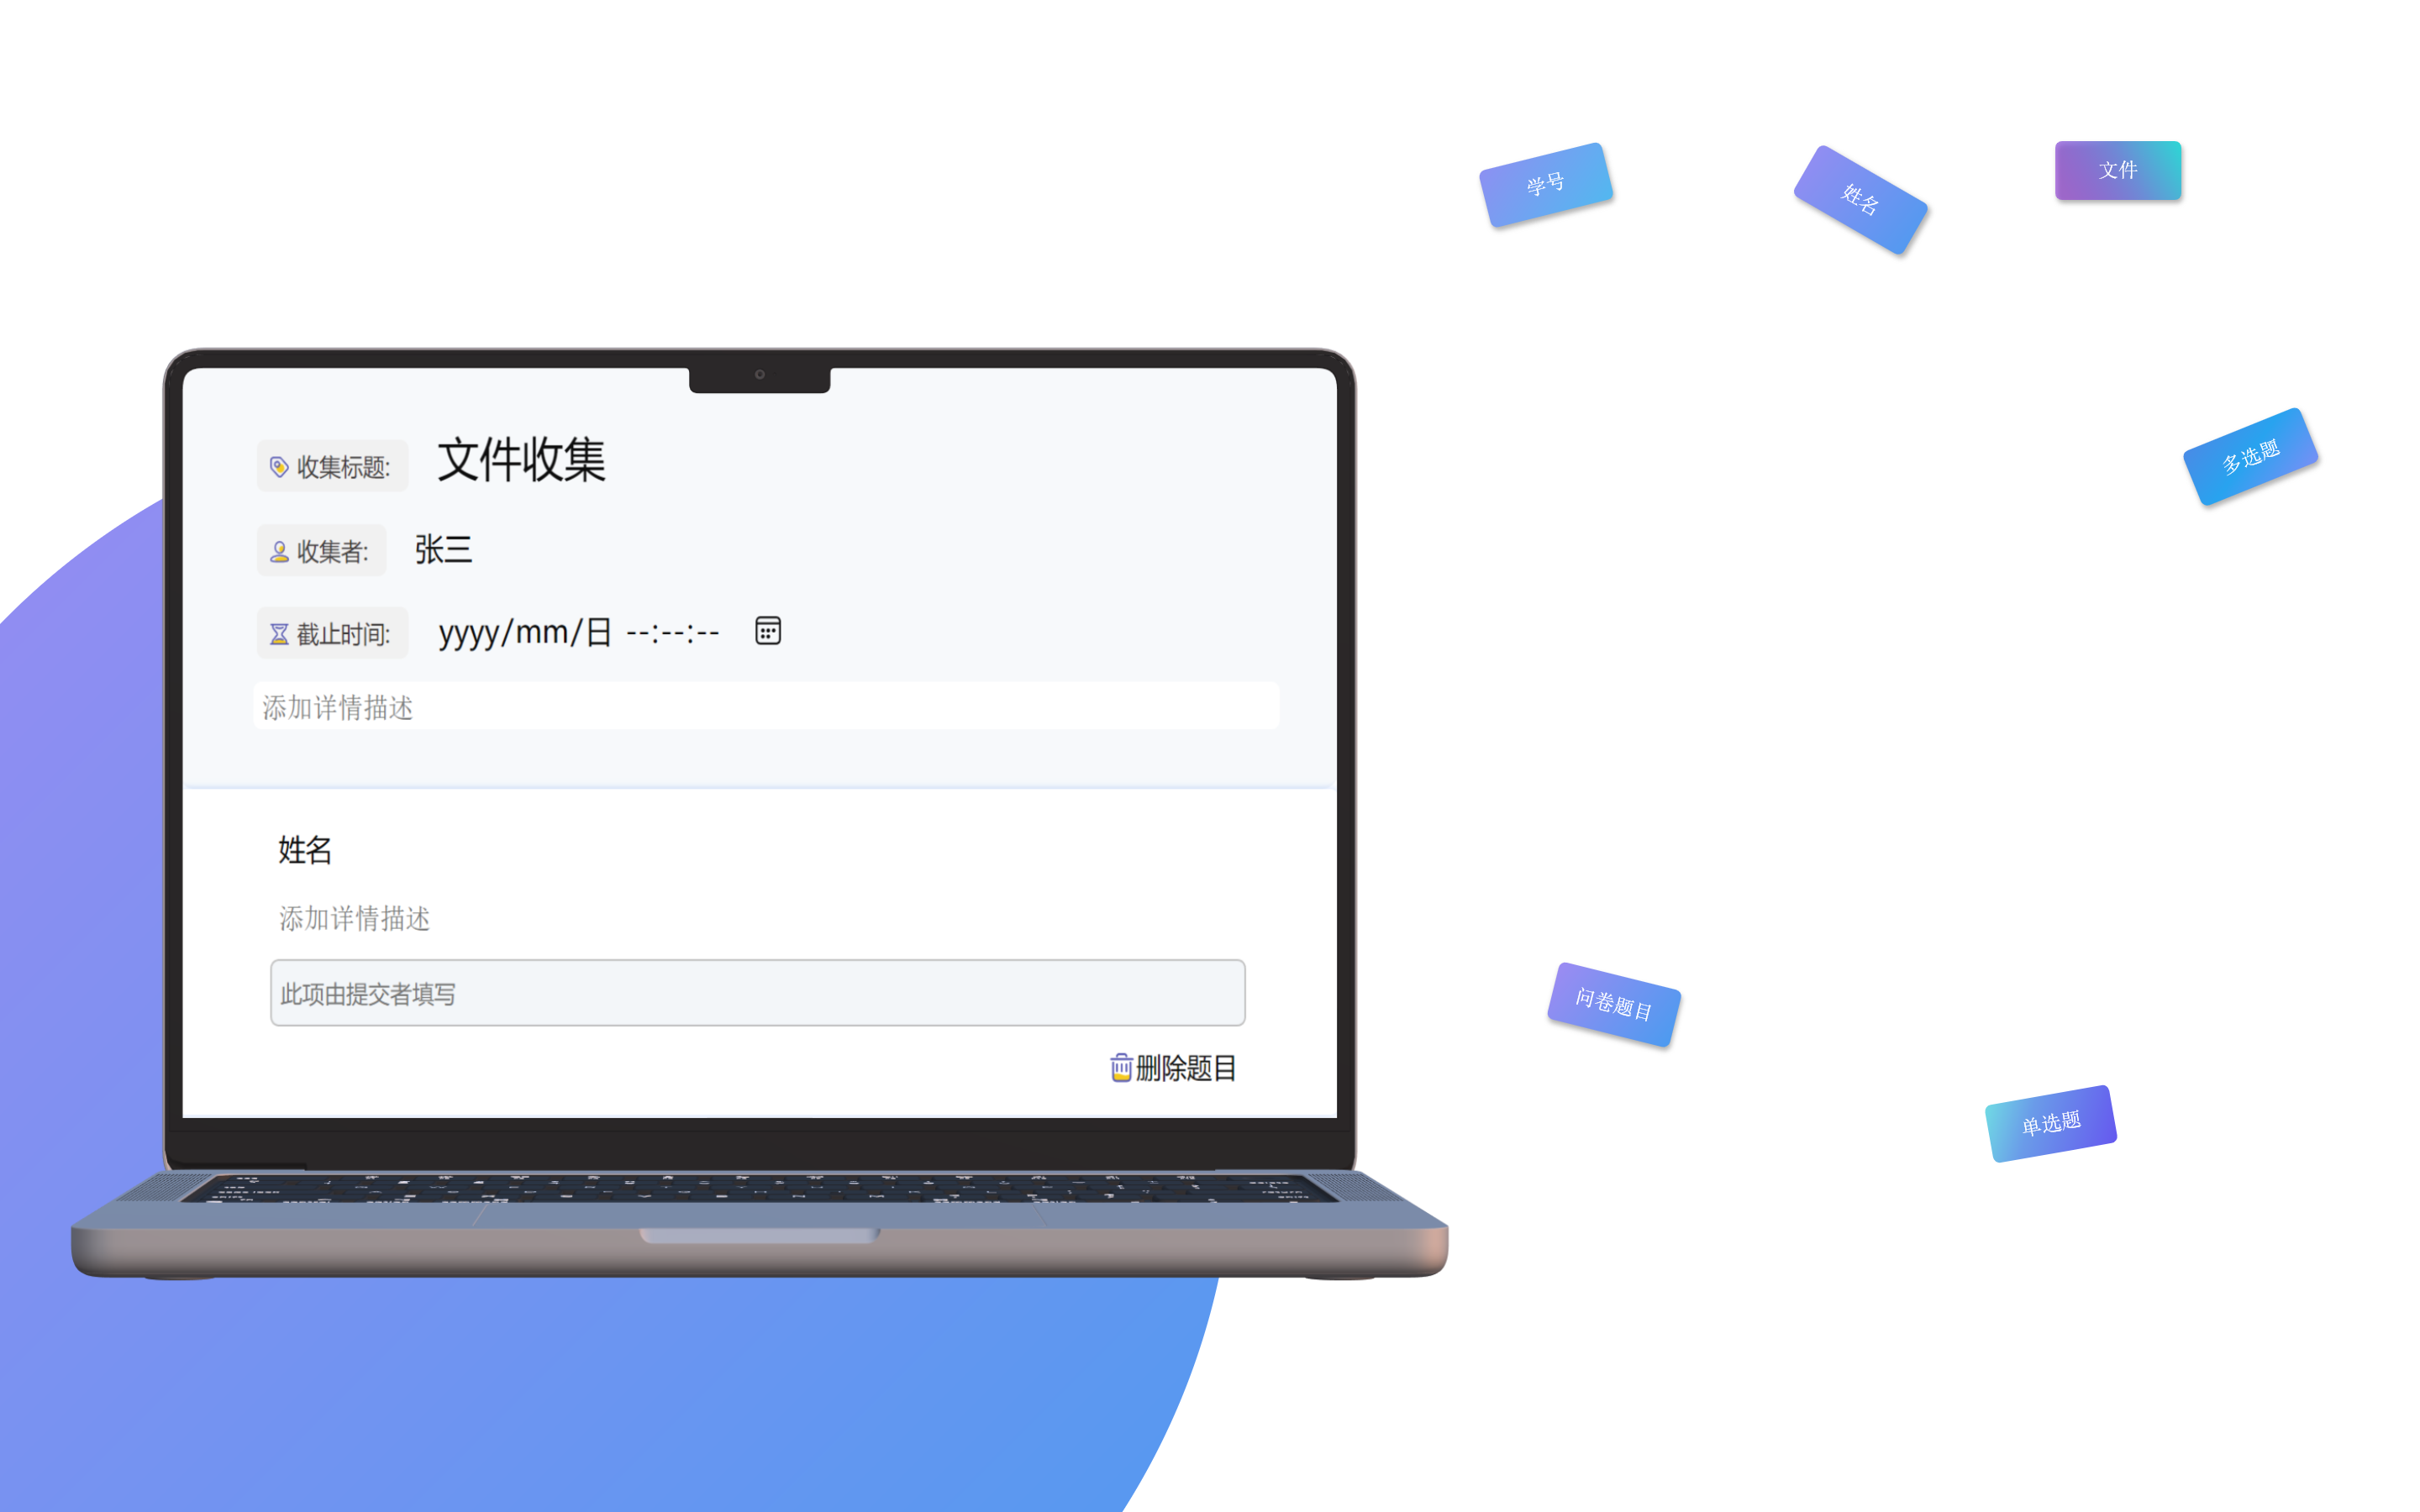 学号
姓名
文件
多选题
收集标题:
文件收集
收集者:
张三
截止时间:
yyyy/mm/日 --:--:--
添加详情描述
姓名
添加详情描述
此项由提交者填写
删除题目
问卷题目
单选题